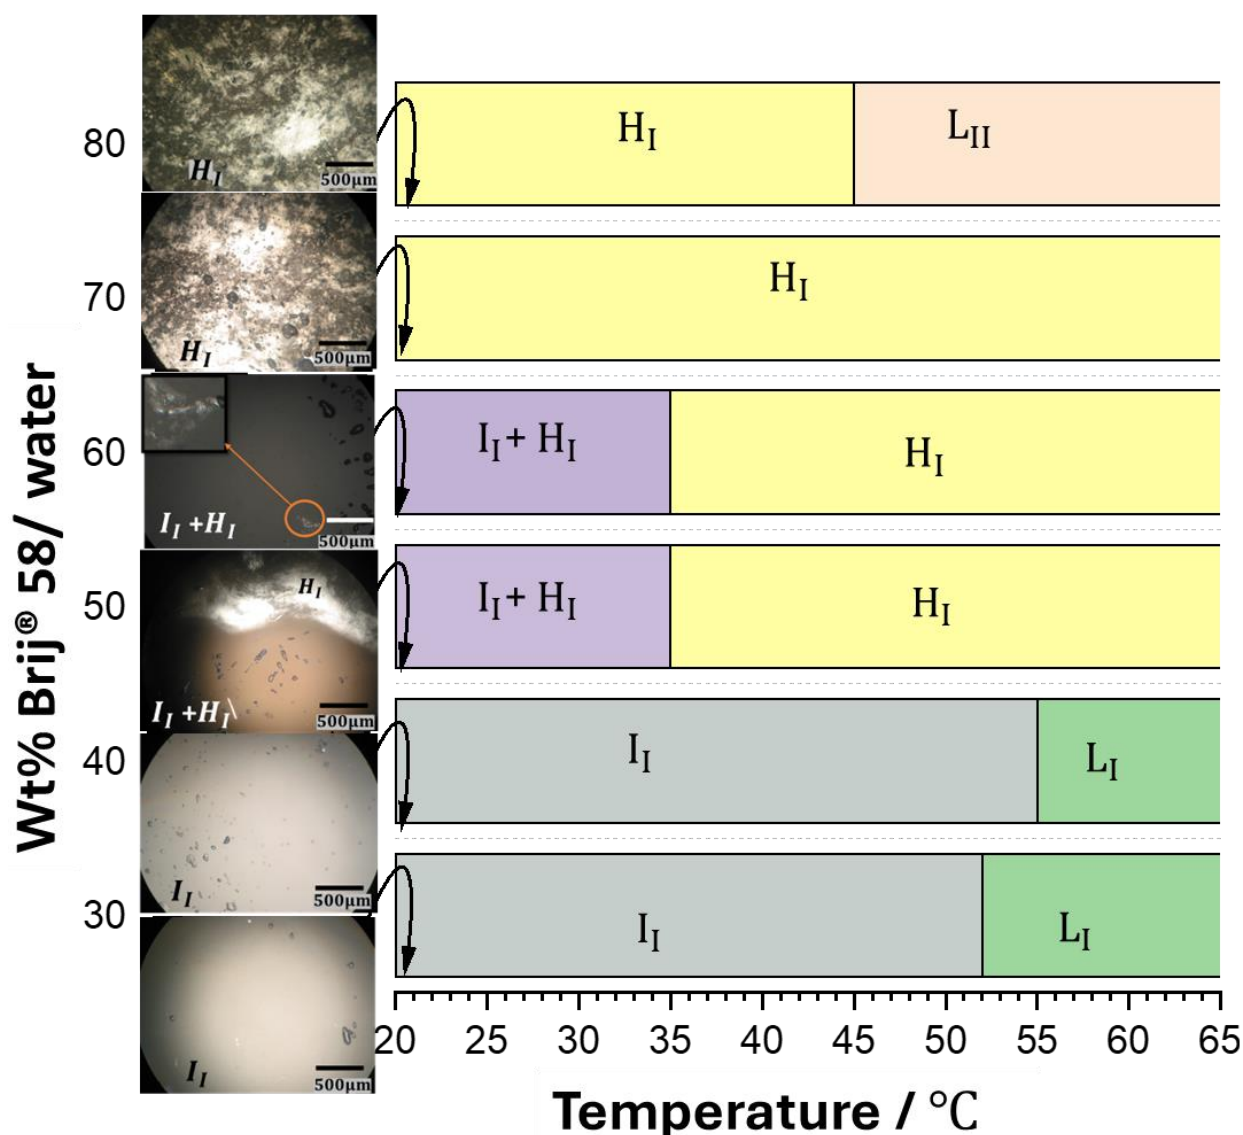 Wt% Brij® 58/ water
80
70
60
50
40
30
H_I
500μm
H_I
500μm
I_I +H_I
500μm
H_I
I_I +H_I\
500μm
I_I
500μm
I_I
500μm
H_I
L_II
H_I
I_I + H_I
H_I
I_I + H_I
H_I
I_I
L_I
I_I
L_I
20 25 30 35 40 45 50 55 60 65
Temperature / °C